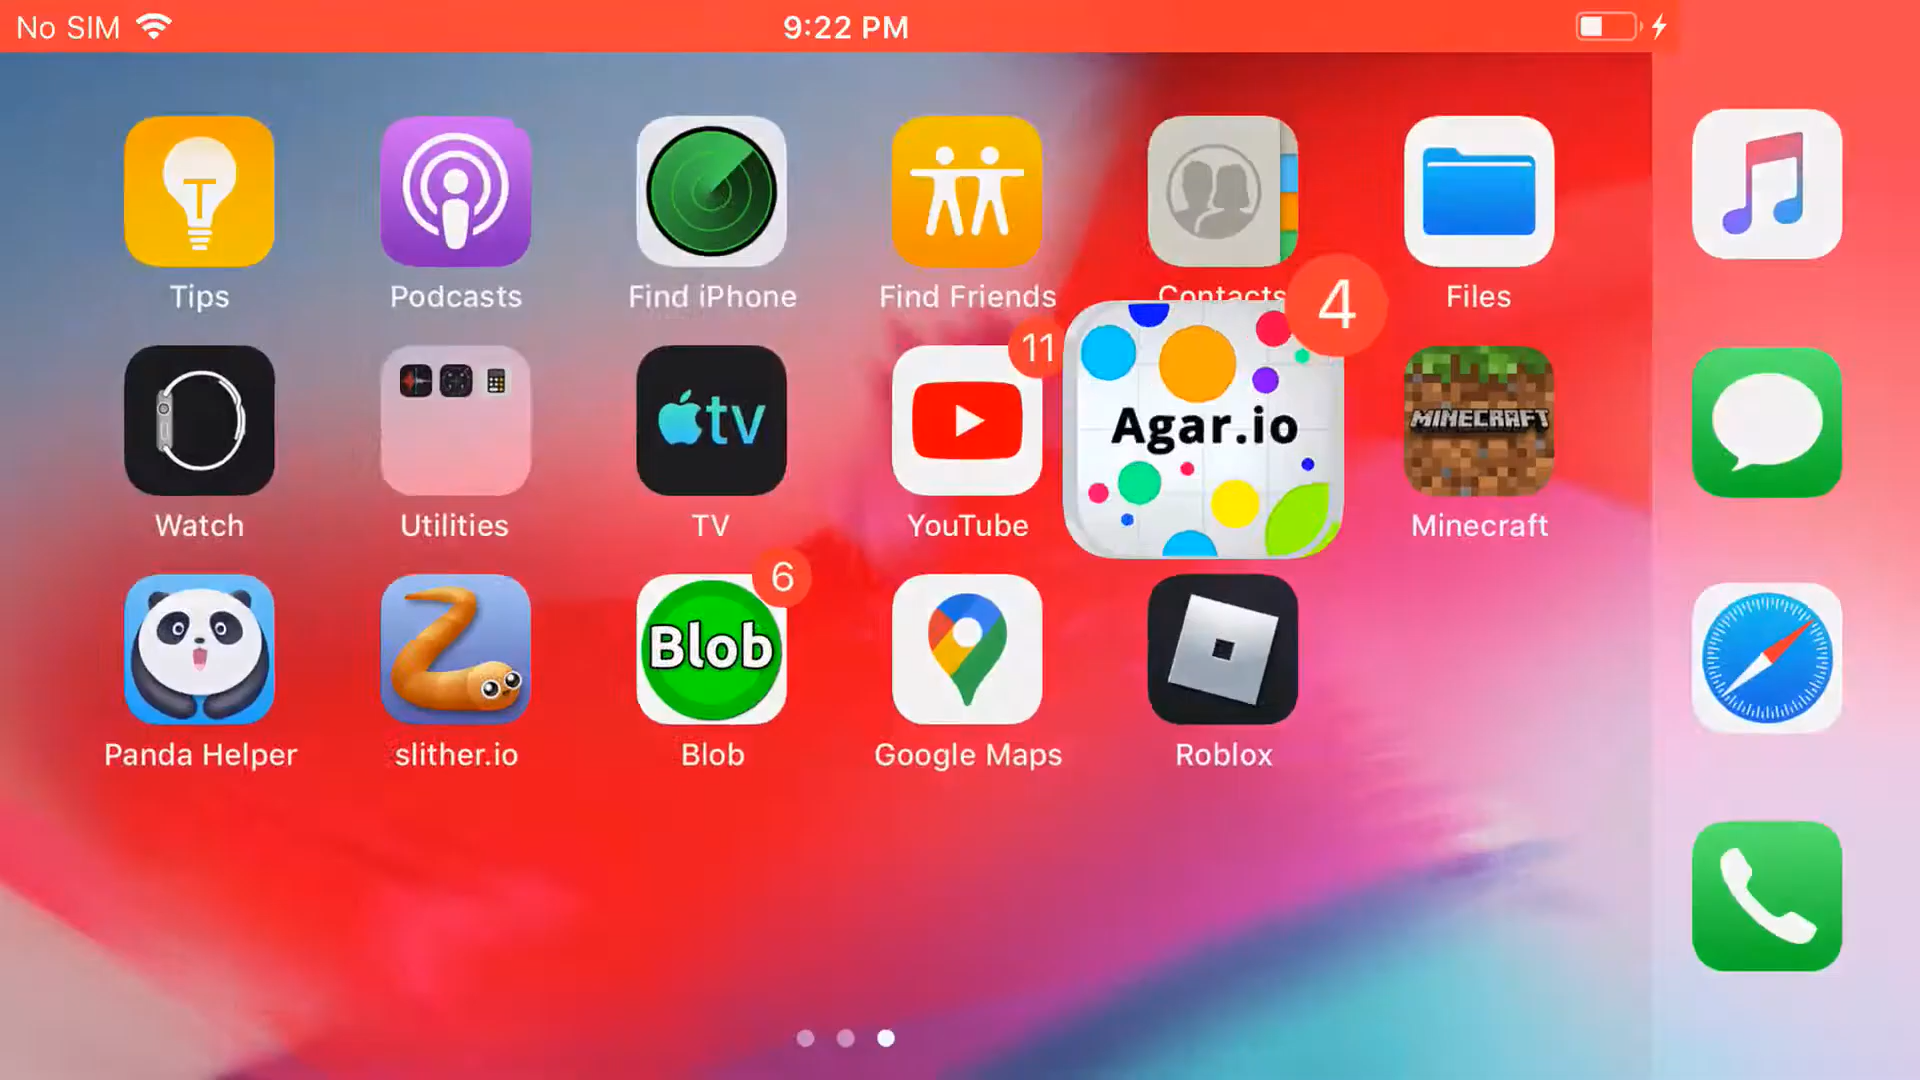 No SIM
9:22 PM
Tips
Podcasts
Find iPhone
Find Friends
Contacts
Files
4
11
tv
Agar.io
MINECRAFT
Watch
Utilities
TV
YouTube
Minecraft
6
Blob
Panda Helper
slither.io
Blob
Google Maps
Roblox